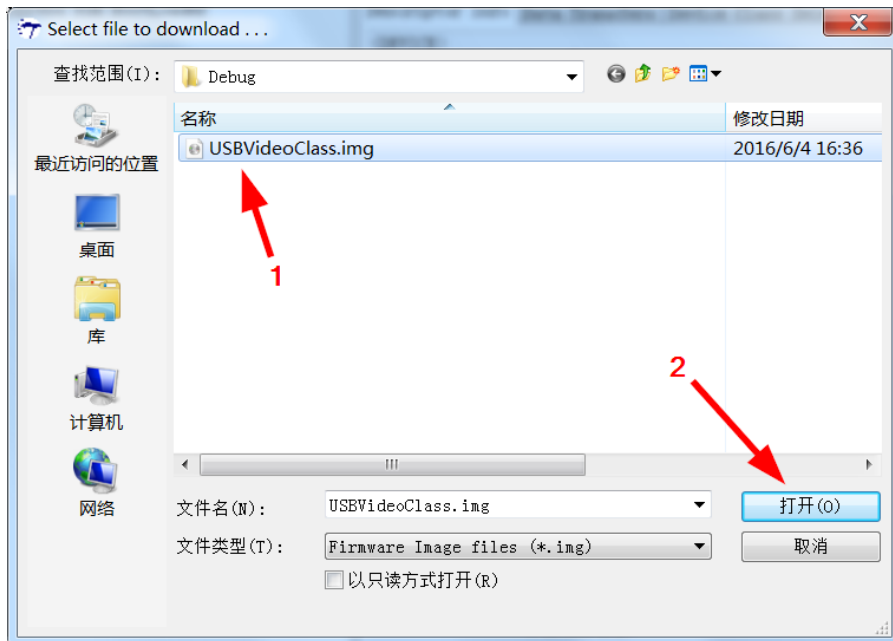 Select file to download . . .
查找范围(I):
Debug
名称
修改日期
USBVideoClass.img
2016/6/4 16:36
最近访问的位置
桌面
库
计算机
网络
1
2
文件名(N):
USBVideoClass.img
打开(O)
文件类型(T):
Firmware Image files (*.img)
取消
以只读方式打开(R)